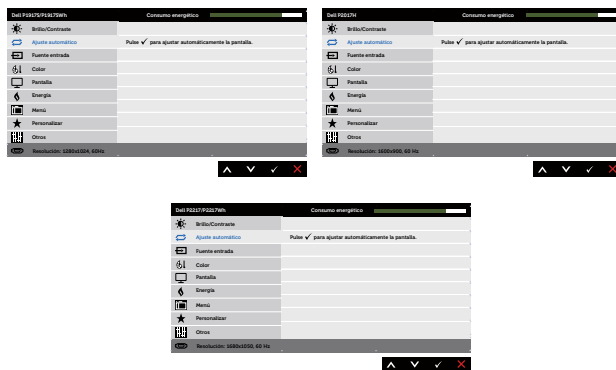 Dell P1917S/P1917SWh Consumo energético
Brillo/Contraste
Ajuste automático Pulse ✓ para ajustar automáticamente la pantalla.
Fuente entrada
Color
Pantalla
Energía
Menú
Personalizar
Otros
Resolución: 1280x1024, 60Hz
Dell P2017H Consumo energético
Brillo/Contraste
Ajuste automático Pulse ✓ para ajustar automáticamente la pantalla.
Fuente entrada
Color
Pantalla
Energía
Menú
Personalizar
Otros
Resolución: 1600x900, 60 Hz
Dell P2217/P2217Wh Consumo energético
Brillo/Contraste
Ajuste automático Pulse ✓ para ajustar automáticamente la pantalla.
Fuente entrada
Color
Pantalla
Energía
Menú
Personalizar
Otros
Resolución: 1680x1050, 60 Hz